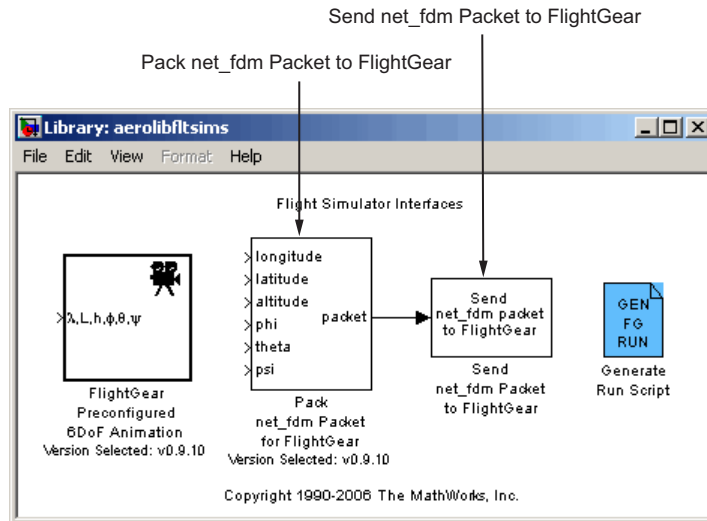 Send net_fdm Packet to FlightGear
Pack net_fdm Packet to FlightGear
Library: aerolibfltsims
File Edit View Format Help
Flight Simulator Interfaces
λ,L,h,ϕ,θ,ψ
FlightGear
Preconfigured
6DoF Animation
Version Selected: v0.9.10
longitude
latitude
altitude
phi
theta
psi
packet
Pack
net_fdm Packet
for FlightGear
Version Selected: v0.9.10
Send
net_fdm packet
to FlightGear
Send
net_fdm Packet
to FlightGear
GEN
FG
RUN
Generate
Run Script
Copyright 1990-2006 The MathWorks, Inc.